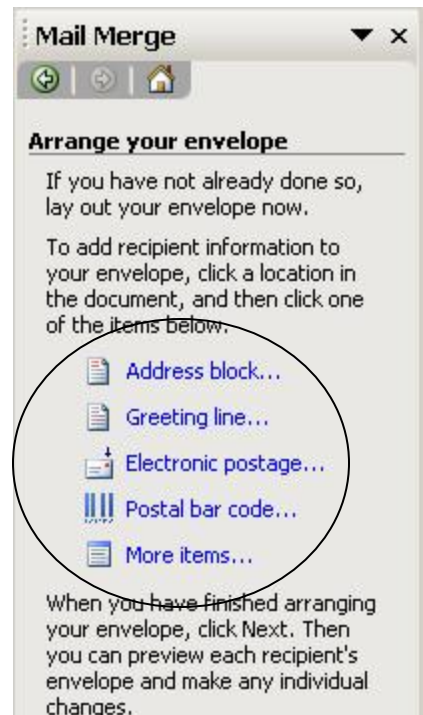 Mail Merge
Arrange your envelope
If you have not already done so,
lay out your envelope now.
To add recipient information to
your envelope, click a location in
the document, and then click one
of the items below.
Address block...
Greeting line...
Electronic postage...
Postal bar code...
More items...
When you have finished arranging
your envelope, click Next. Then
you can preview each recipient's
envelope and make any individual
changes.